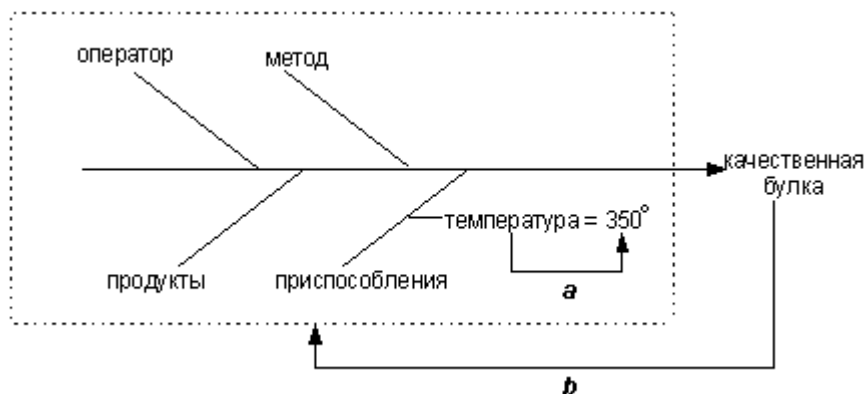 оператор
метод
качественная
булка
температура = 350°
продукты
приспособления
a
b